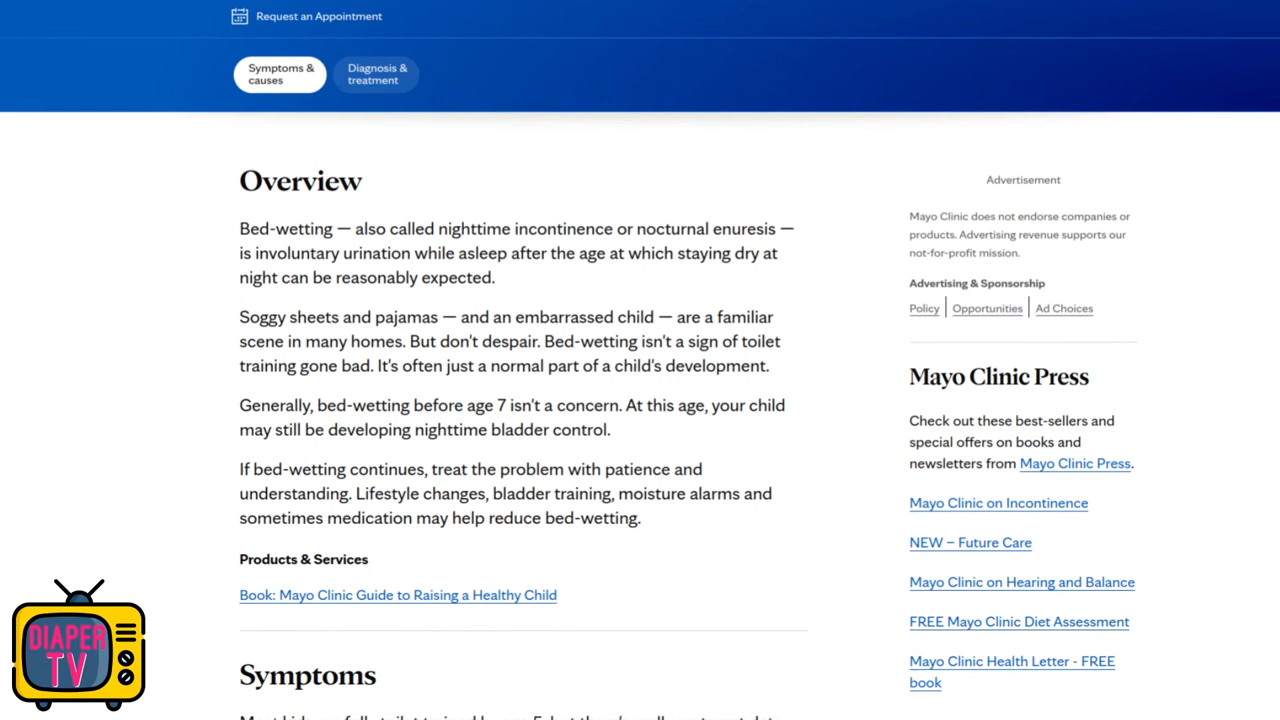 Request an Appointment
Symptoms &
causes
Diagnosis &
treatment
Overview
Bed-wetting — also called nighttime incontinence or nocturnal enuresis —
is involuntary urination while asleep after the age at which staying dry at
night can be reasonably expected.
Soggy sheets and pajamas — and an embarrassed child — are a familiar
scene in many homes. But don't despair. Bed-wetting isn't a sign of toilet
training gone bad. It's often just a normal part of a child's development.
Generally, bed-wetting before age 7 isn't a concern. At this age, your child
may still be developing nighttime bladder control.
If bed-wetting continues, treat the problem with patience and
understanding. Lifestyle changes, bladder training, moisture alarms and
sometimes medication may help reduce bed-wetting.
Products & Services
Book: Mayo Clinic Guide to Raising a Healthy Child
Symptoms
Advertisement
Mayo Clinic does not endorse companies or
products. Advertising revenue supports our
not-for-profit mission.
Advertising & Sponsorship
Policy | Opportunities | Ad Choices
Mayo Clinic Press
Check out these best-sellers and
special offers on books and
newsletters from Mayo Clinic Press.
Mayo Clinic on Incontinence
NEW – Future Care
Mayo Clinic on Hearing and Balance
FREE Mayo Clinic Diet Assessment
Mayo Clinic Health Letter - FREE
book
DIAPER
TV